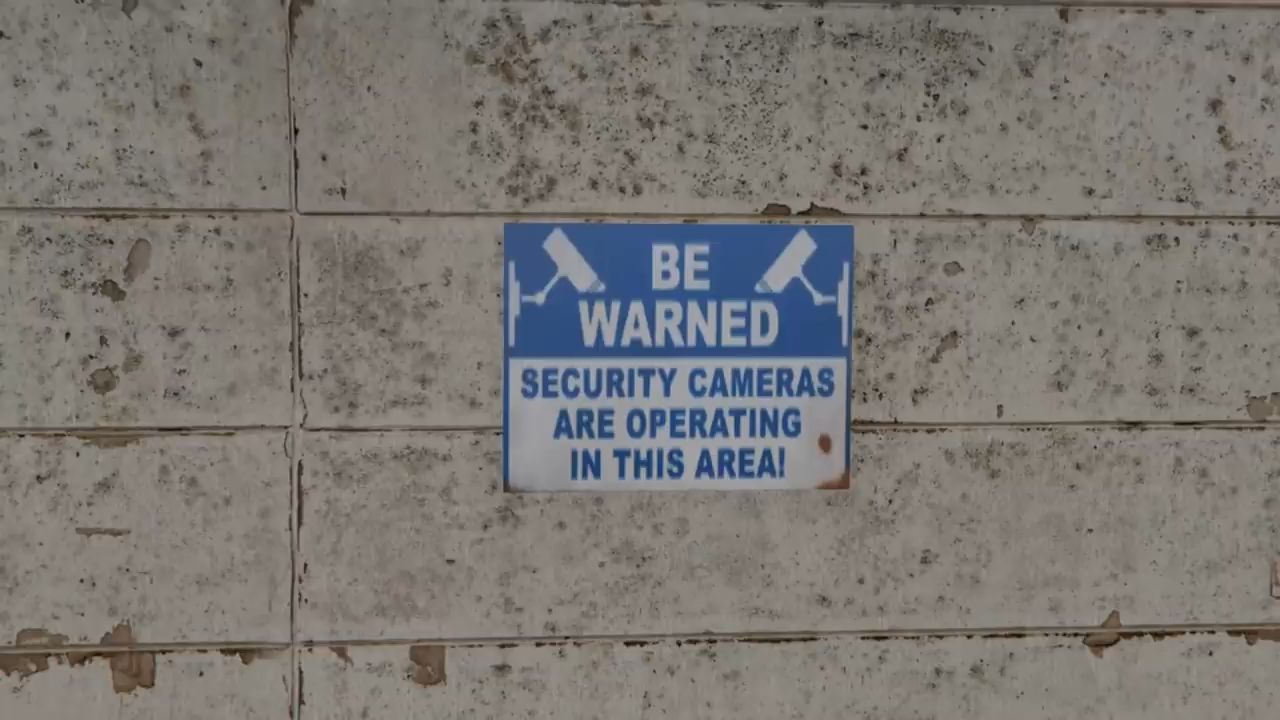 BE
WARNED
SECURITY CAMERAS
ARE OPERATING
IN THIS AREA!